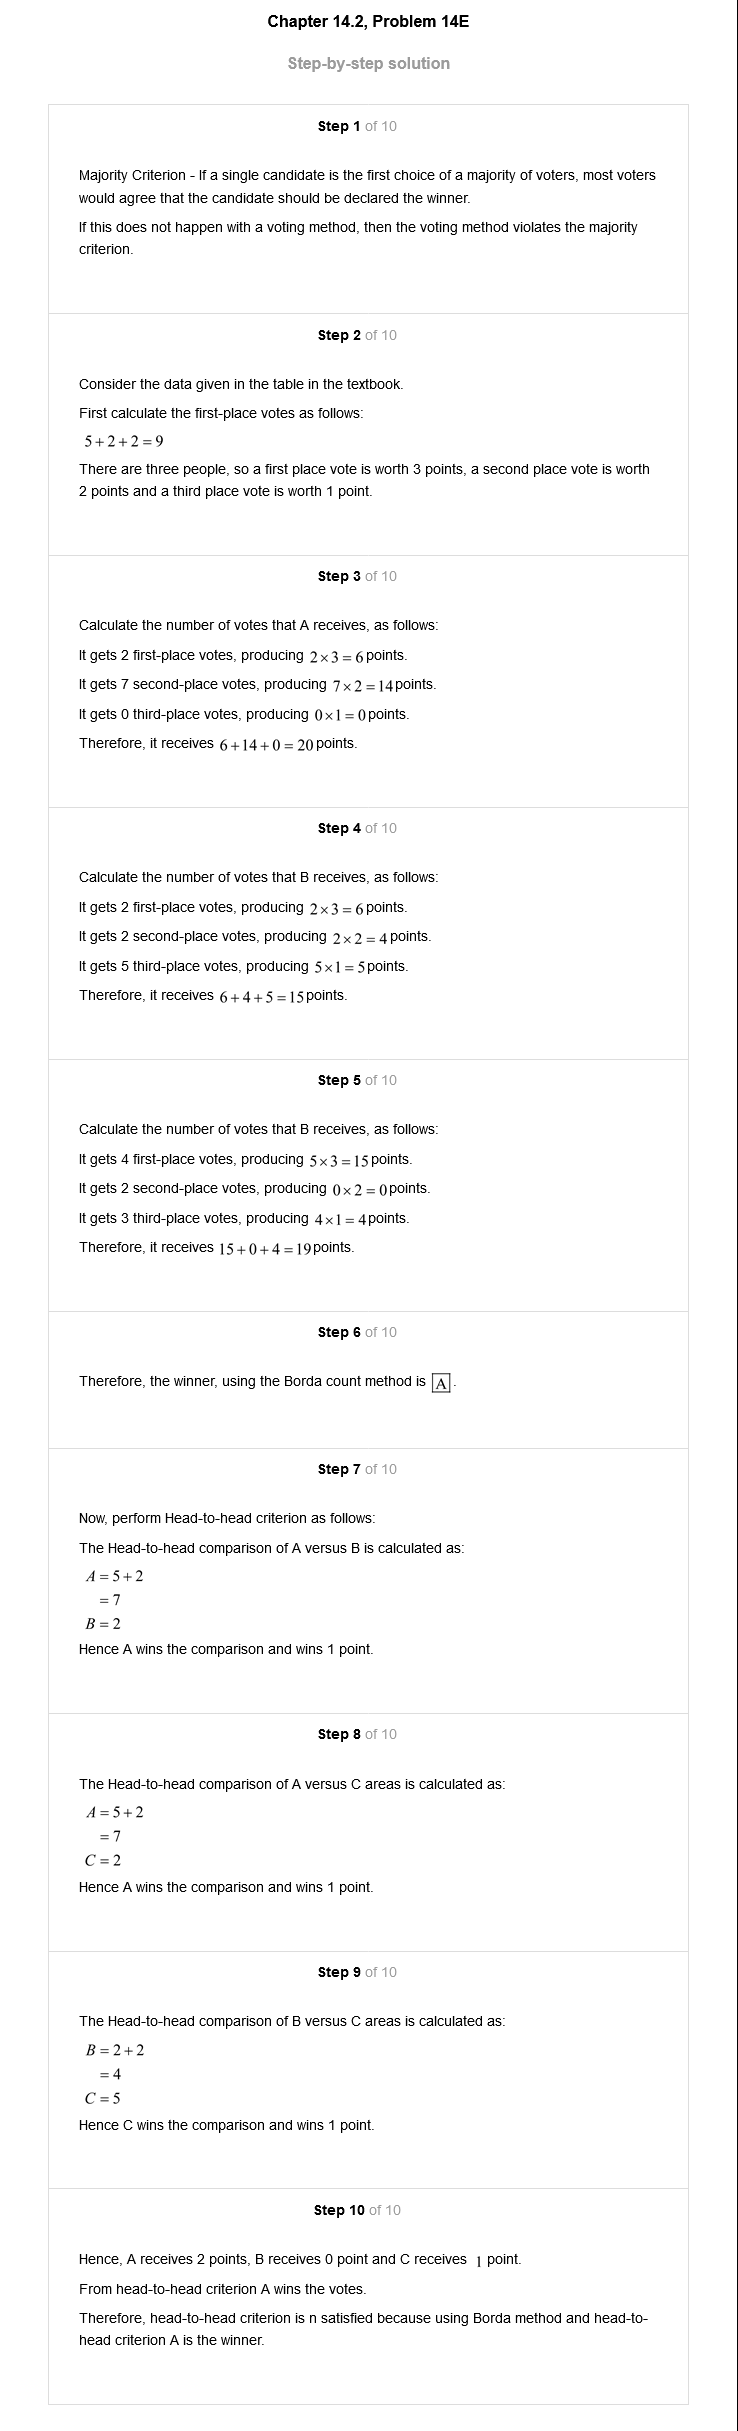 Chapter 14.2, Problem 14E
Step-by-step solution
Step 1 of 10
Majority Criterion - If a single candidate is the first choice of a majority of voters, most voters
would agree that the candidate should be declared the winner.
If this does not happen with a voting method, then the voting method violates the majority
criterion.
Step 2 of 10
Consider the data given in the table in the textbook.
First calculate the first-place votes as follows:
5 + 2 + 2 = 9
There are three people, so a first place vote is worth 3 points, a second place vote is worth
2 points and a third place vote is worth 1 point.
Step 3 of 10
Calculate the number of votes that A receives, as follows:
It gets 2 first-place votes, producing 2 × 3 = 6 points.
It gets 7 second-place votes, producing 7 × 2 = 14 points.
It gets 0 third-place votes, producing 0 × 1 = 0 points.
Therefore, it receives 6 + 14 + 0 = 20 points.
Step 4 of 10
Calculate the number of votes that B receives, as follows:
It gets 2 first-place votes, producing 2 × 3 = 6 points.
It gets 2 second-place votes, producing 2 × 2 = 4 points.
It gets 5 third-place votes, producing 5 × 1 = 5 points.
Therefore, it receives 6 + 4 + 5 = 15 points.
Step 5 of 10
Calculate the number of votes that B receives, as follows:
It gets 4 first-place votes, producing 5 × 3 = 15 points.
It gets 2 second-place votes, producing 0 × 2 = 0 points.
It gets 3 third-place votes, producing 4 × 1 = 4 points.
Therefore, it receives 15 + 0 + 4 = 19 points.
Step 6 of 10
Therefore, the winner, using the Borda count method is A.
Step 7 of 10
Now, perform Head-to-head criterion as follows:
The Head-to-head comparison of A versus B is calculated as:
A = 5 + 2
= 7
B = 2
Hence A wins the comparison and wins 1 point.
Step 8 of 10
The Head-to-head comparison of A versus C areas is calculated as:
A = 5 + 2
= 7
C = 2
Hence A wins the comparison and wins 1 point.
Step 9 of 10
The Head-to-head comparison of B versus C areas is calculated as:
B = 2 + 2
= 4
C = 5
Hence C wins the comparison and wins 1 point.
Step 10 of 10
Hence, A receives 2 points, B receives 0 point and C receives 1 point.
From head-to-head criterion A wins the votes.
Therefore, head-to-head criterion is n satisfied because using Borda method and head-to-
head criterion A is the winner.